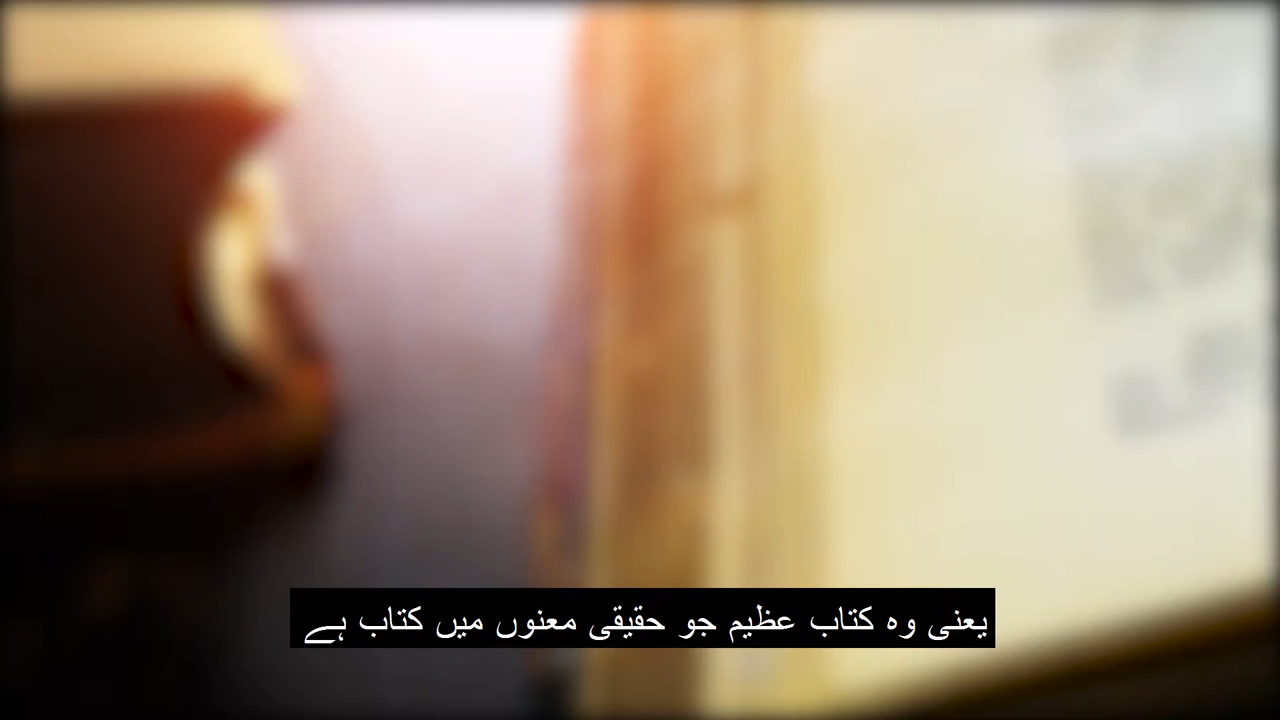 یعنی وہ کتاب عظیم جو حقیقی معنوں میں کتاب ہے